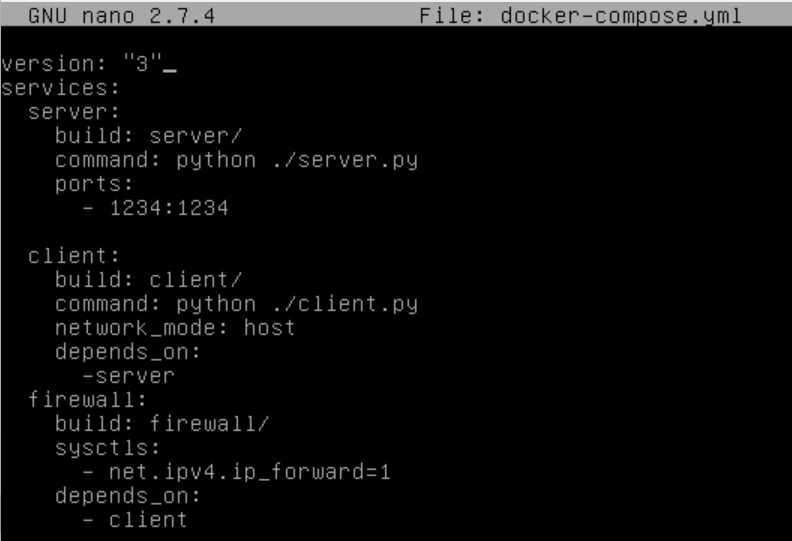 GNU nano 2.7.4 File: docker-compose.yml
version: "3"_
services:
  server:
    build: server/
    command: python ./server.py
    ports:
      - 1234:1234

  client:
    build: client/
    command: python ./client.py
    network_mode: host
    depends_on:
      -server
  firewall:
    build: firewall/
    sysctls:
      - net.ipv4.ip_forward=1
    depends_on:
      - client